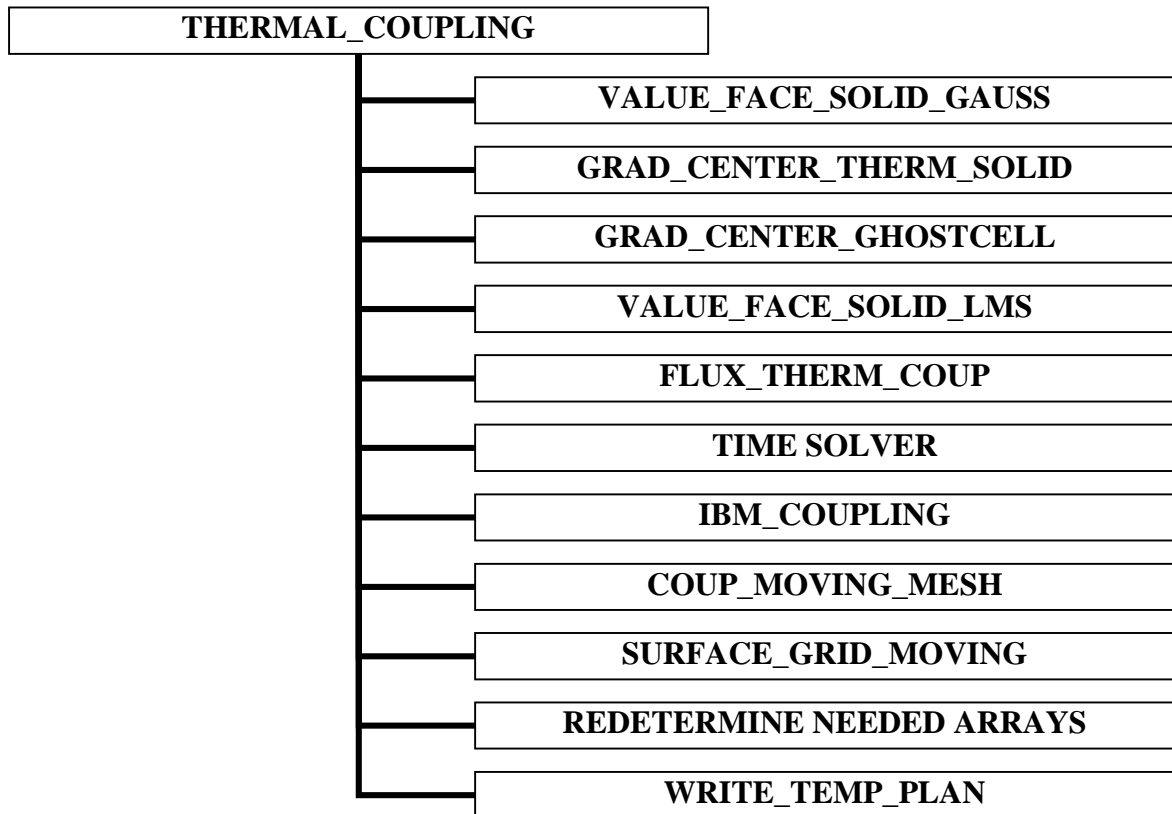 THERMAL_COUPLING
VALUE_FACE_SOLID_GAUSS
GRAD_CENTER_THERM_SOLID
GRAD_CENTER_GHOSTCELL
VALUE_FACE_SOLID_LMS
FLUX_THERM_COUP
TIME SOLVER
IBM_COUPLING
COUP_MOVING_MESH
SURFACE_GRID_MOVING
REDETERMINE NEEDED ARRAYS
WRITE_TEMP_PLAN